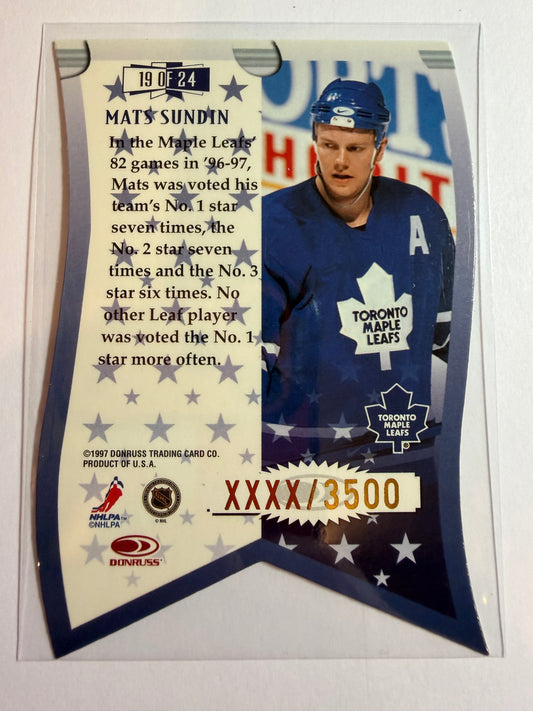 19 OF 24
MATS SUNDIN
In the Maple Leafs'
82 games in '96-97,
Mats was voted his
team's No. 1 star
seven times, the
No. 2 star seven
times and the No. 3
star six times. No
other Leaf player
was voted the No. 1
star more often.
A
TORONTO
MAPLE
LEAFS
TORONTO
MAPLE
LEAFS
©1997 DONRUSS TRADING CARD CO.
PRODUCT OF U.S.A.
NHLPA™
©NHLPA
© NHL
DONRUSS®
XXXX/3500